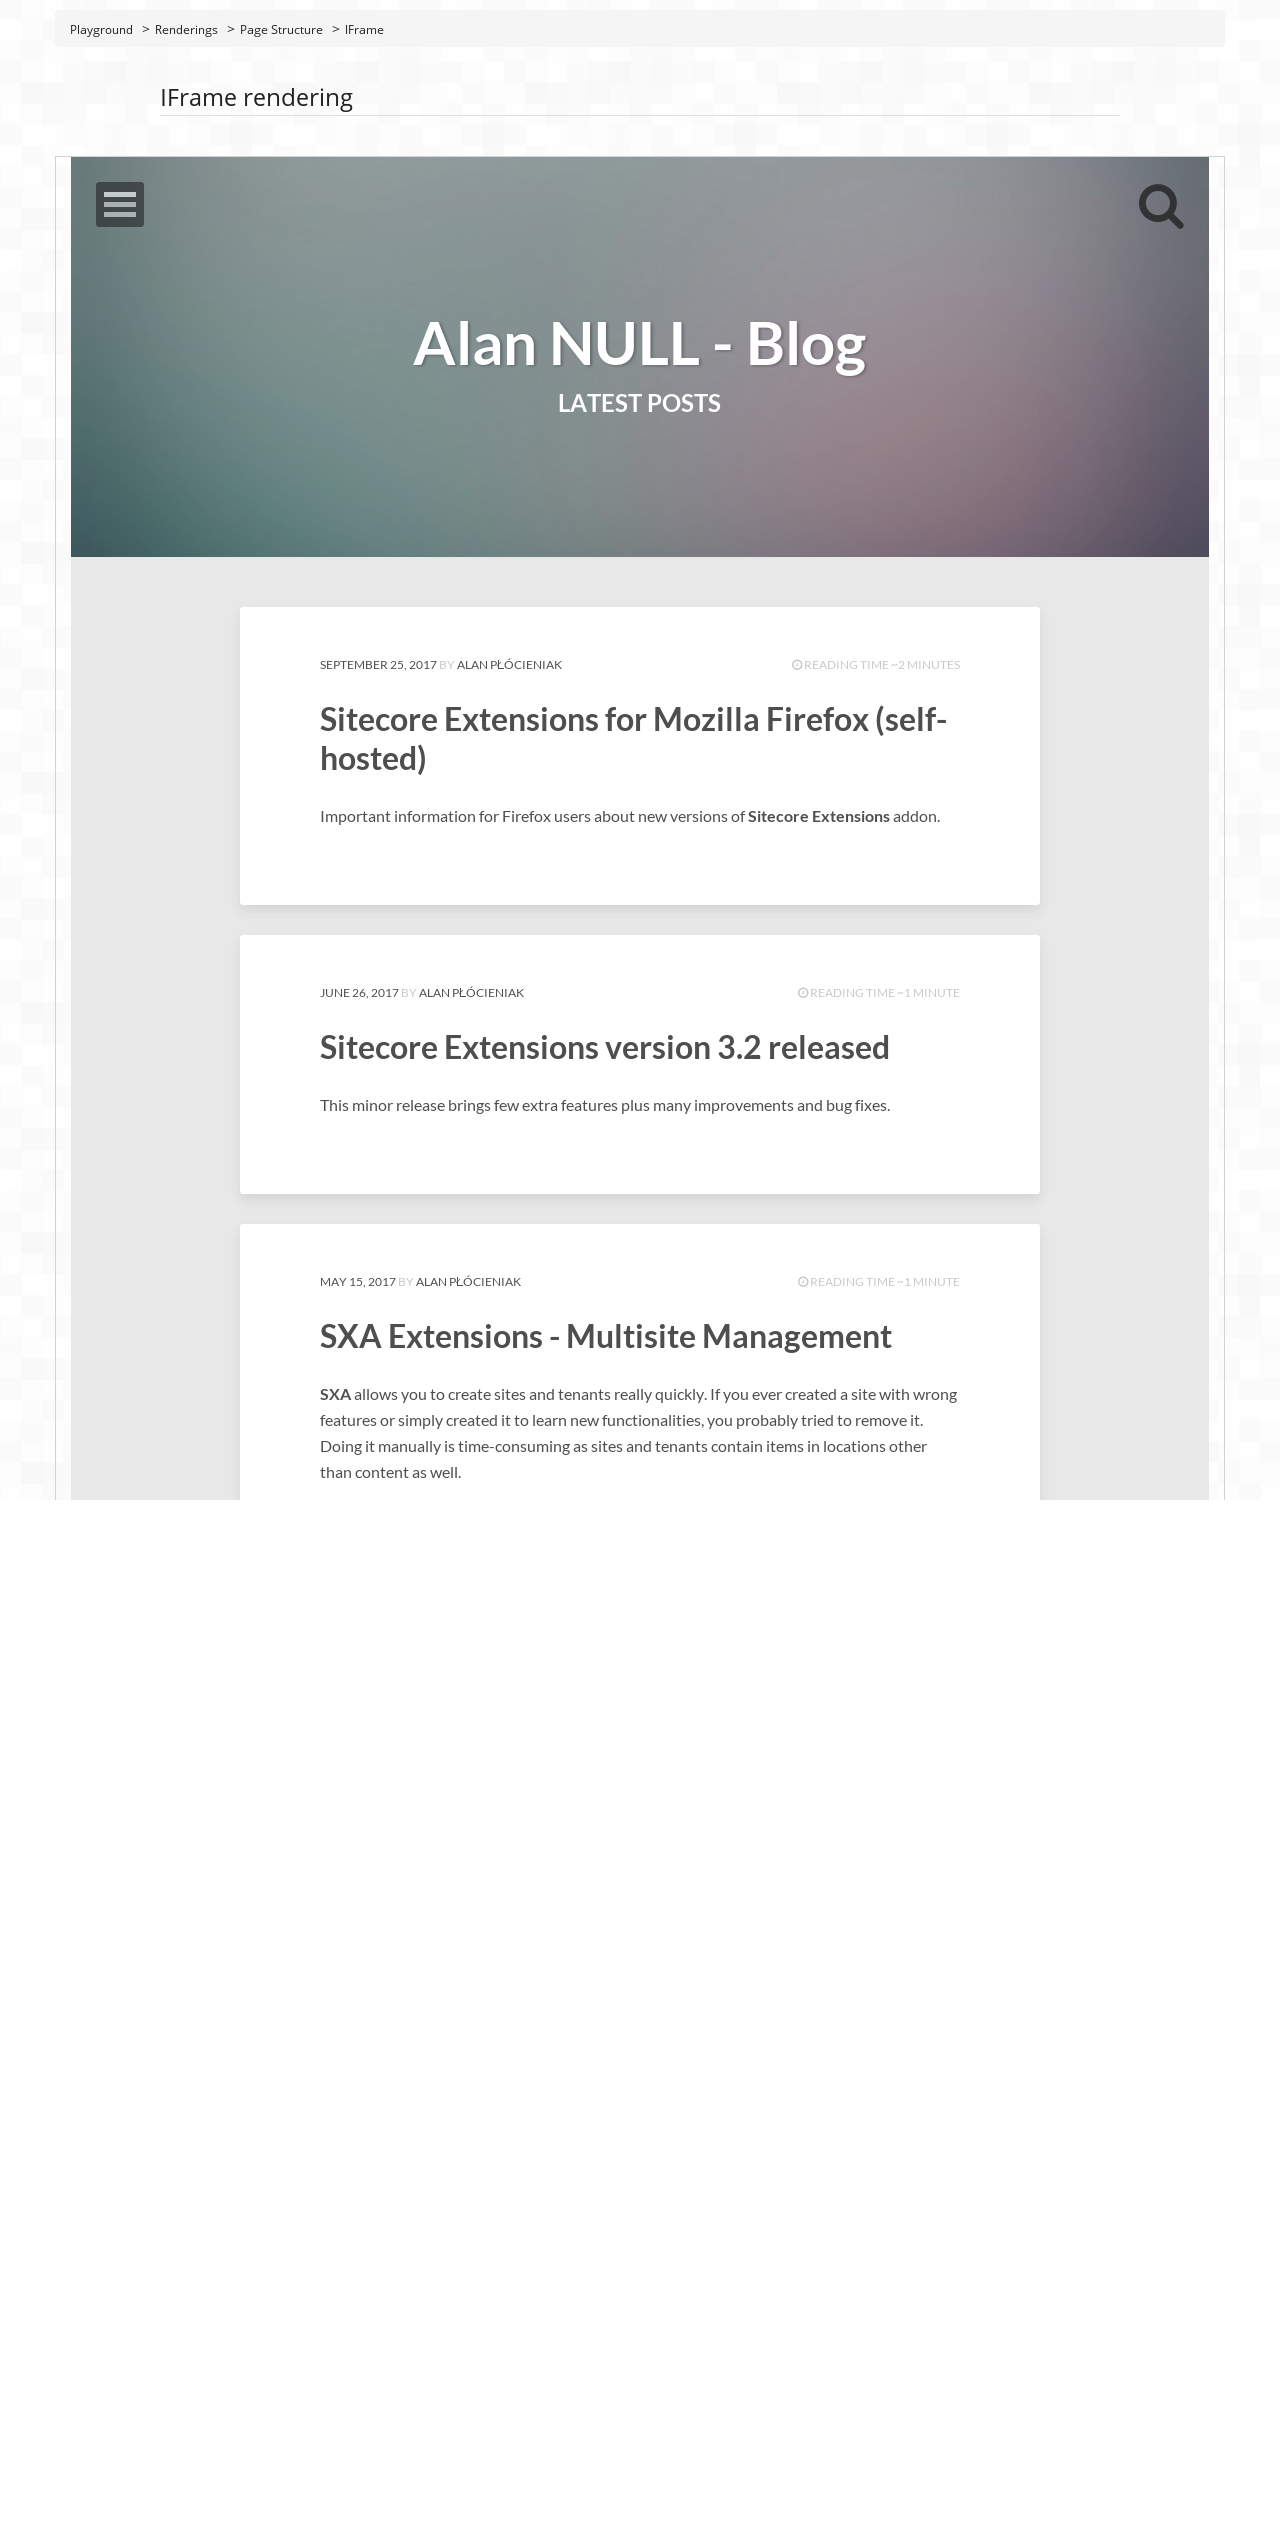 Playground > Renderings > Page Structure > IFrame
IFrame rendering
Alan NULL - Blog
LATEST POSTS
SEPTEMBER 25, 2017 BY ALAN PŁÓCIENIAK READING TIME ~2 MINUTES
Sitecore Extensions for Mozilla Firefox (self-
hosted)
Important information for Firefox users about new versions of Sitecore Extensions addon.
JUNE 26, 2017 BY ALAN PŁÓCIENIAK READING TIME ~1 MINUTE
Sitecore Extensions version 3.2 released
This minor release brings few extra features plus many improvements and bug fixes.
MAY 15, 2017 BY ALAN PŁÓCIENIAK READING TIME ~1 MINUTE
SXA Extensions - Multisite Management
SXA allows you to create sites and tenants really quickly. If you ever created a site with wrong
features or simply created it to learn new functionalities, you probably tried to remove it.
Doing it manually is time-consuming as sites and tenants contain items in locations other
than content as well.